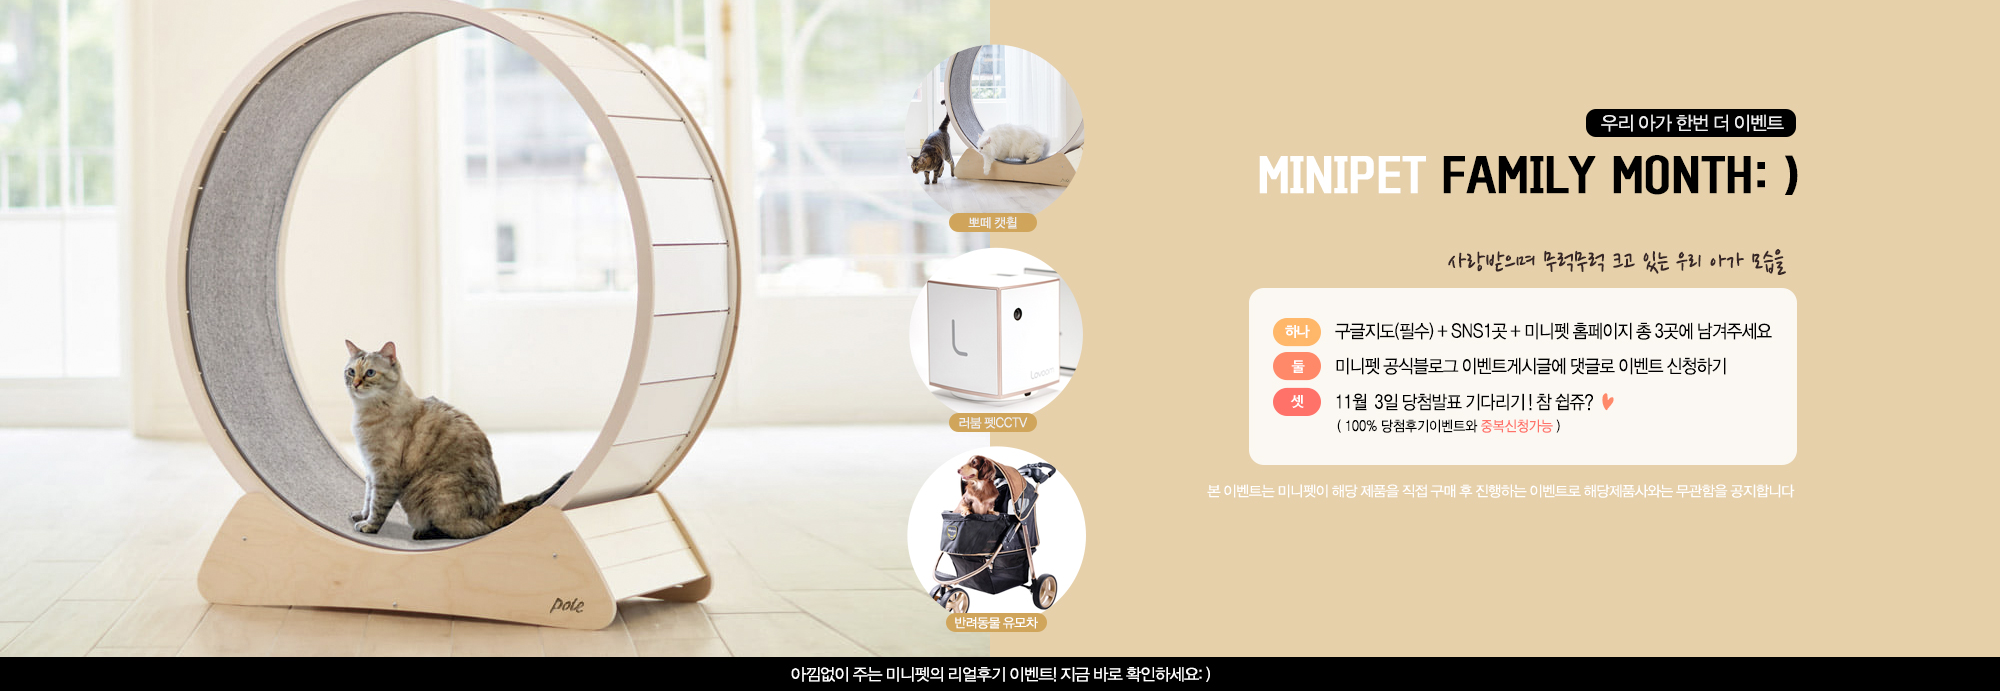 우리 아가 한번 더 이벤트
MINIPET FAMILY MONTH: )
사랑받으며 무럭무럭 크고 있는 우리 아가 모습을
하나 구글지도(필수) + SNS1곳 + 미니펫 홈페이지 총 3곳에 남겨주세요
둘 미니펫 공식블로그 이벤트게시글에 댓글로 이벤트 신청하기
셋 11월 3일 당첨발표 기다리기! 참 쉽쥬?
( 100% 당첨후기이벤트와 중복신청가능 )
본 이벤트는 미니펫이 해당 제품을 직접 구매 후 진행하는 이벤트로 해당제품사와는 무관함을 공지합니다
뽀떼 캣휠
L
Lavoom
러붐 펫CCTV
반려동물 유모차
pole
아낌없이 주는 미니펫의 리얼후기 이벤트! 지금 바로 확인하세요: )